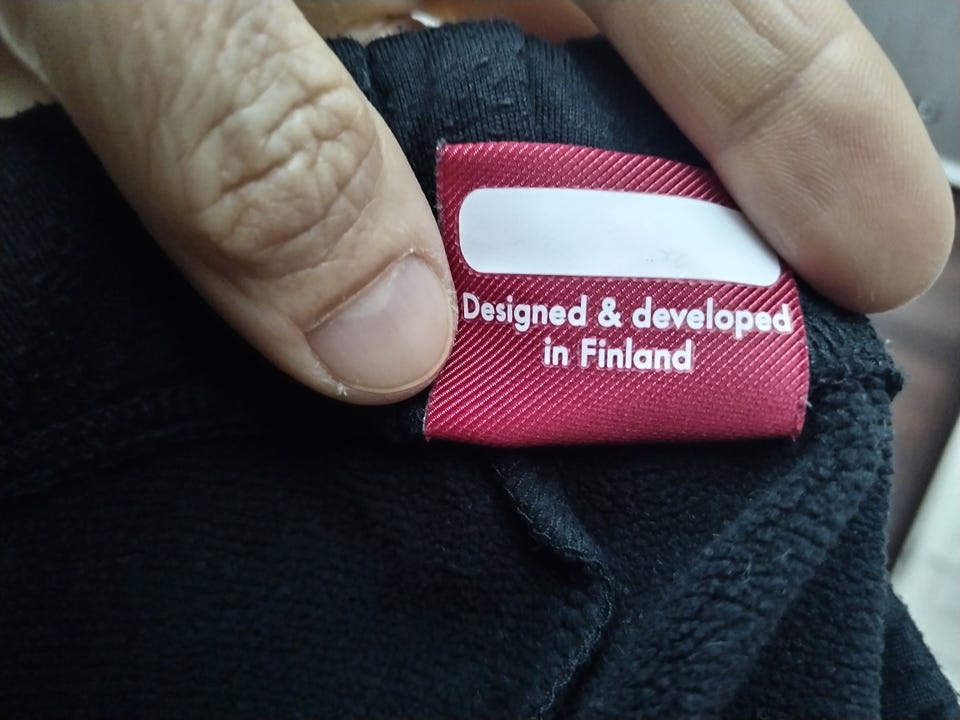 Designed & developed
in Finland